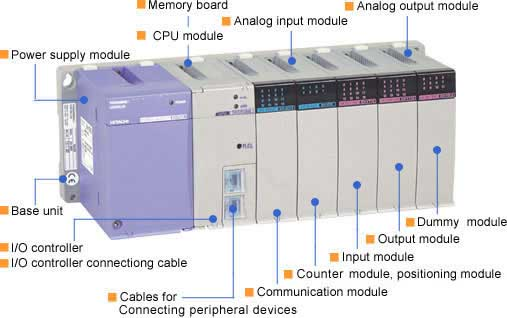 Memory board
Analog output module
CPU module
Analog input module
Power supply module
Base unit
Dummy module
Output module
I/O controller
Input module
I/O controller connectiong cable
Counter module, positioning module
Communication module
Cables for
Connecting peripheral devices
HITACHI
POWER